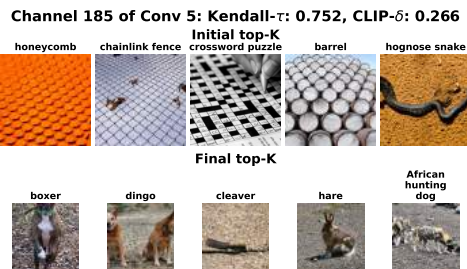 Channel 185 of Conv 5: Kendall-τ: 0.752, CLIP-δ: 0.266
Initial top-K
honeycomb chainlink fence crossword puzzle barrel hognose snake
Final top-K
boxer dingo cleaver hare African hunting dog